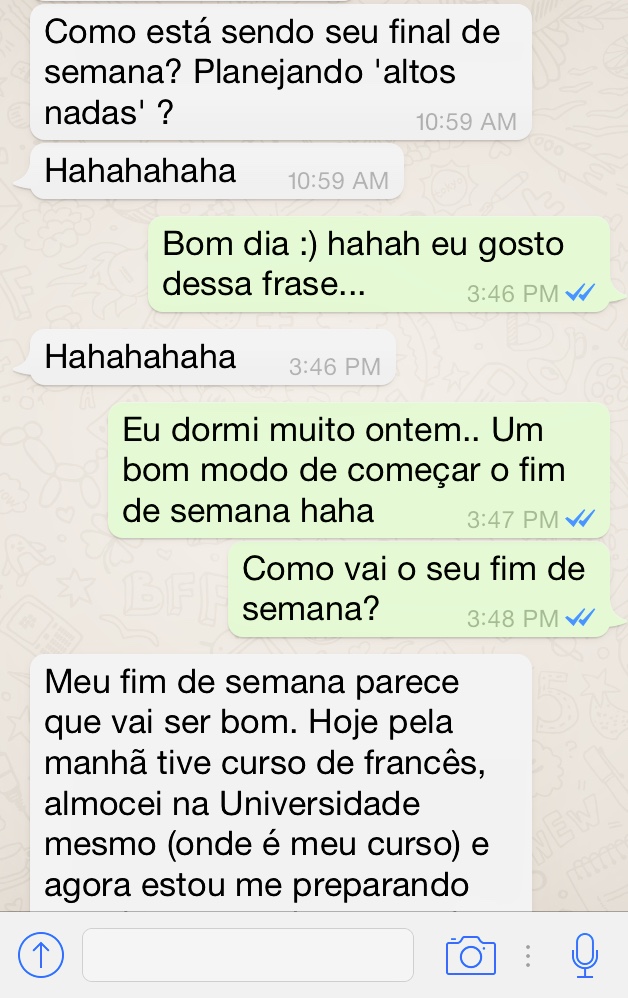 Como está sendo seu final de
semana? Planejando 'altos
nadas' ?
10:59 AM
Hahahahaha
10:59 AM
Bom dia :) hahah eu gosto
dessa frase...
3:46 PM
Hahahahaha
3:46 PM
Eu dormi muito ontem.. Um
bom modo de começar o fim
de semana haha
3:47 PM
Como vai o seu fim de
semana?
3:48 PM
Meu fim de semana parece
que vai ser bom. Hoje pela
manhã tive curso de francês,
almocei na Universidade
mesmo (onde é meu curso) e
agora estou me preparando